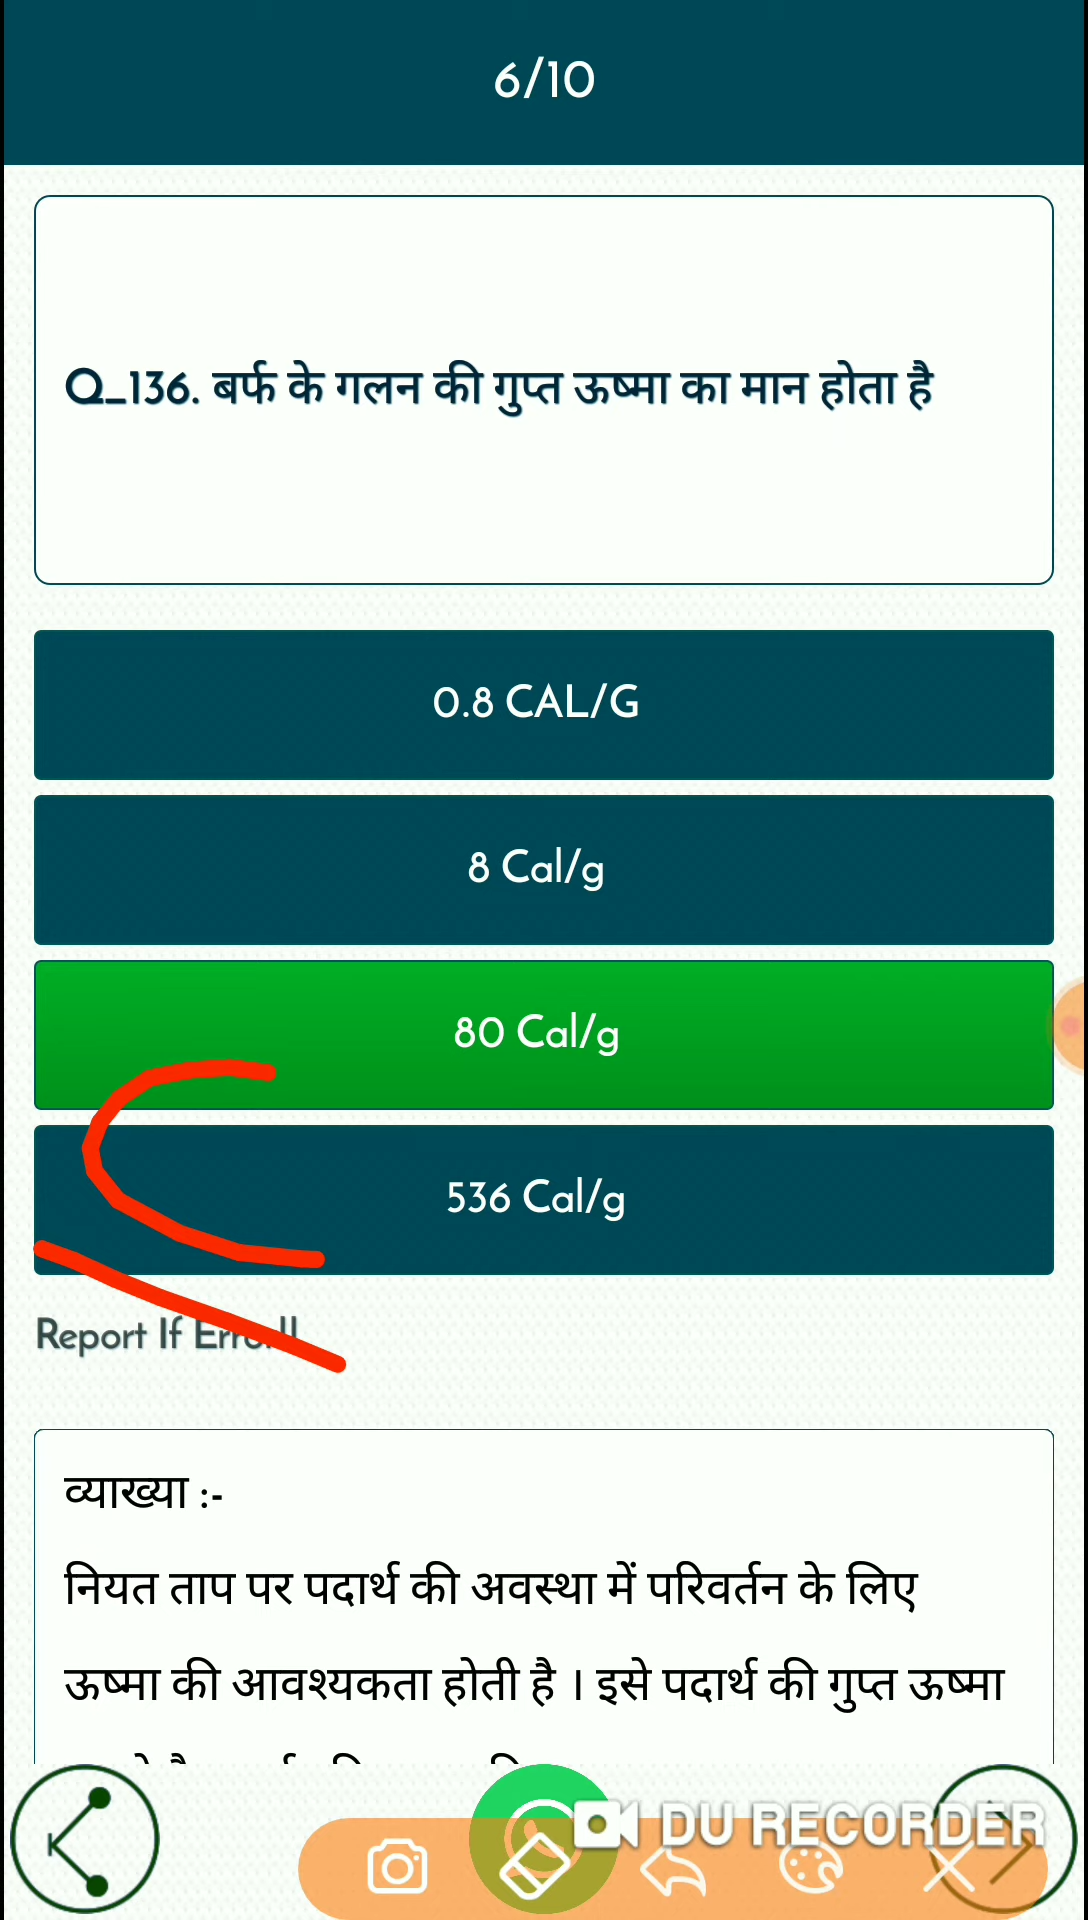 6/10
Q_136. बर्फ के गलन की गुप्त ऊष्मा का मान होता है
0.8 CAL/G
8 Cal/g
80 Cal/g
536 Cal/g
Report If Error!!
व्याख्या :-
नियत ताप पर पदार्थ की अवस्था में परिवर्तन के लिए
ऊष्मा की आवश्यकता होती है । इसे पदार्थ की गुप्त ऊष्मा
DU RECORDER